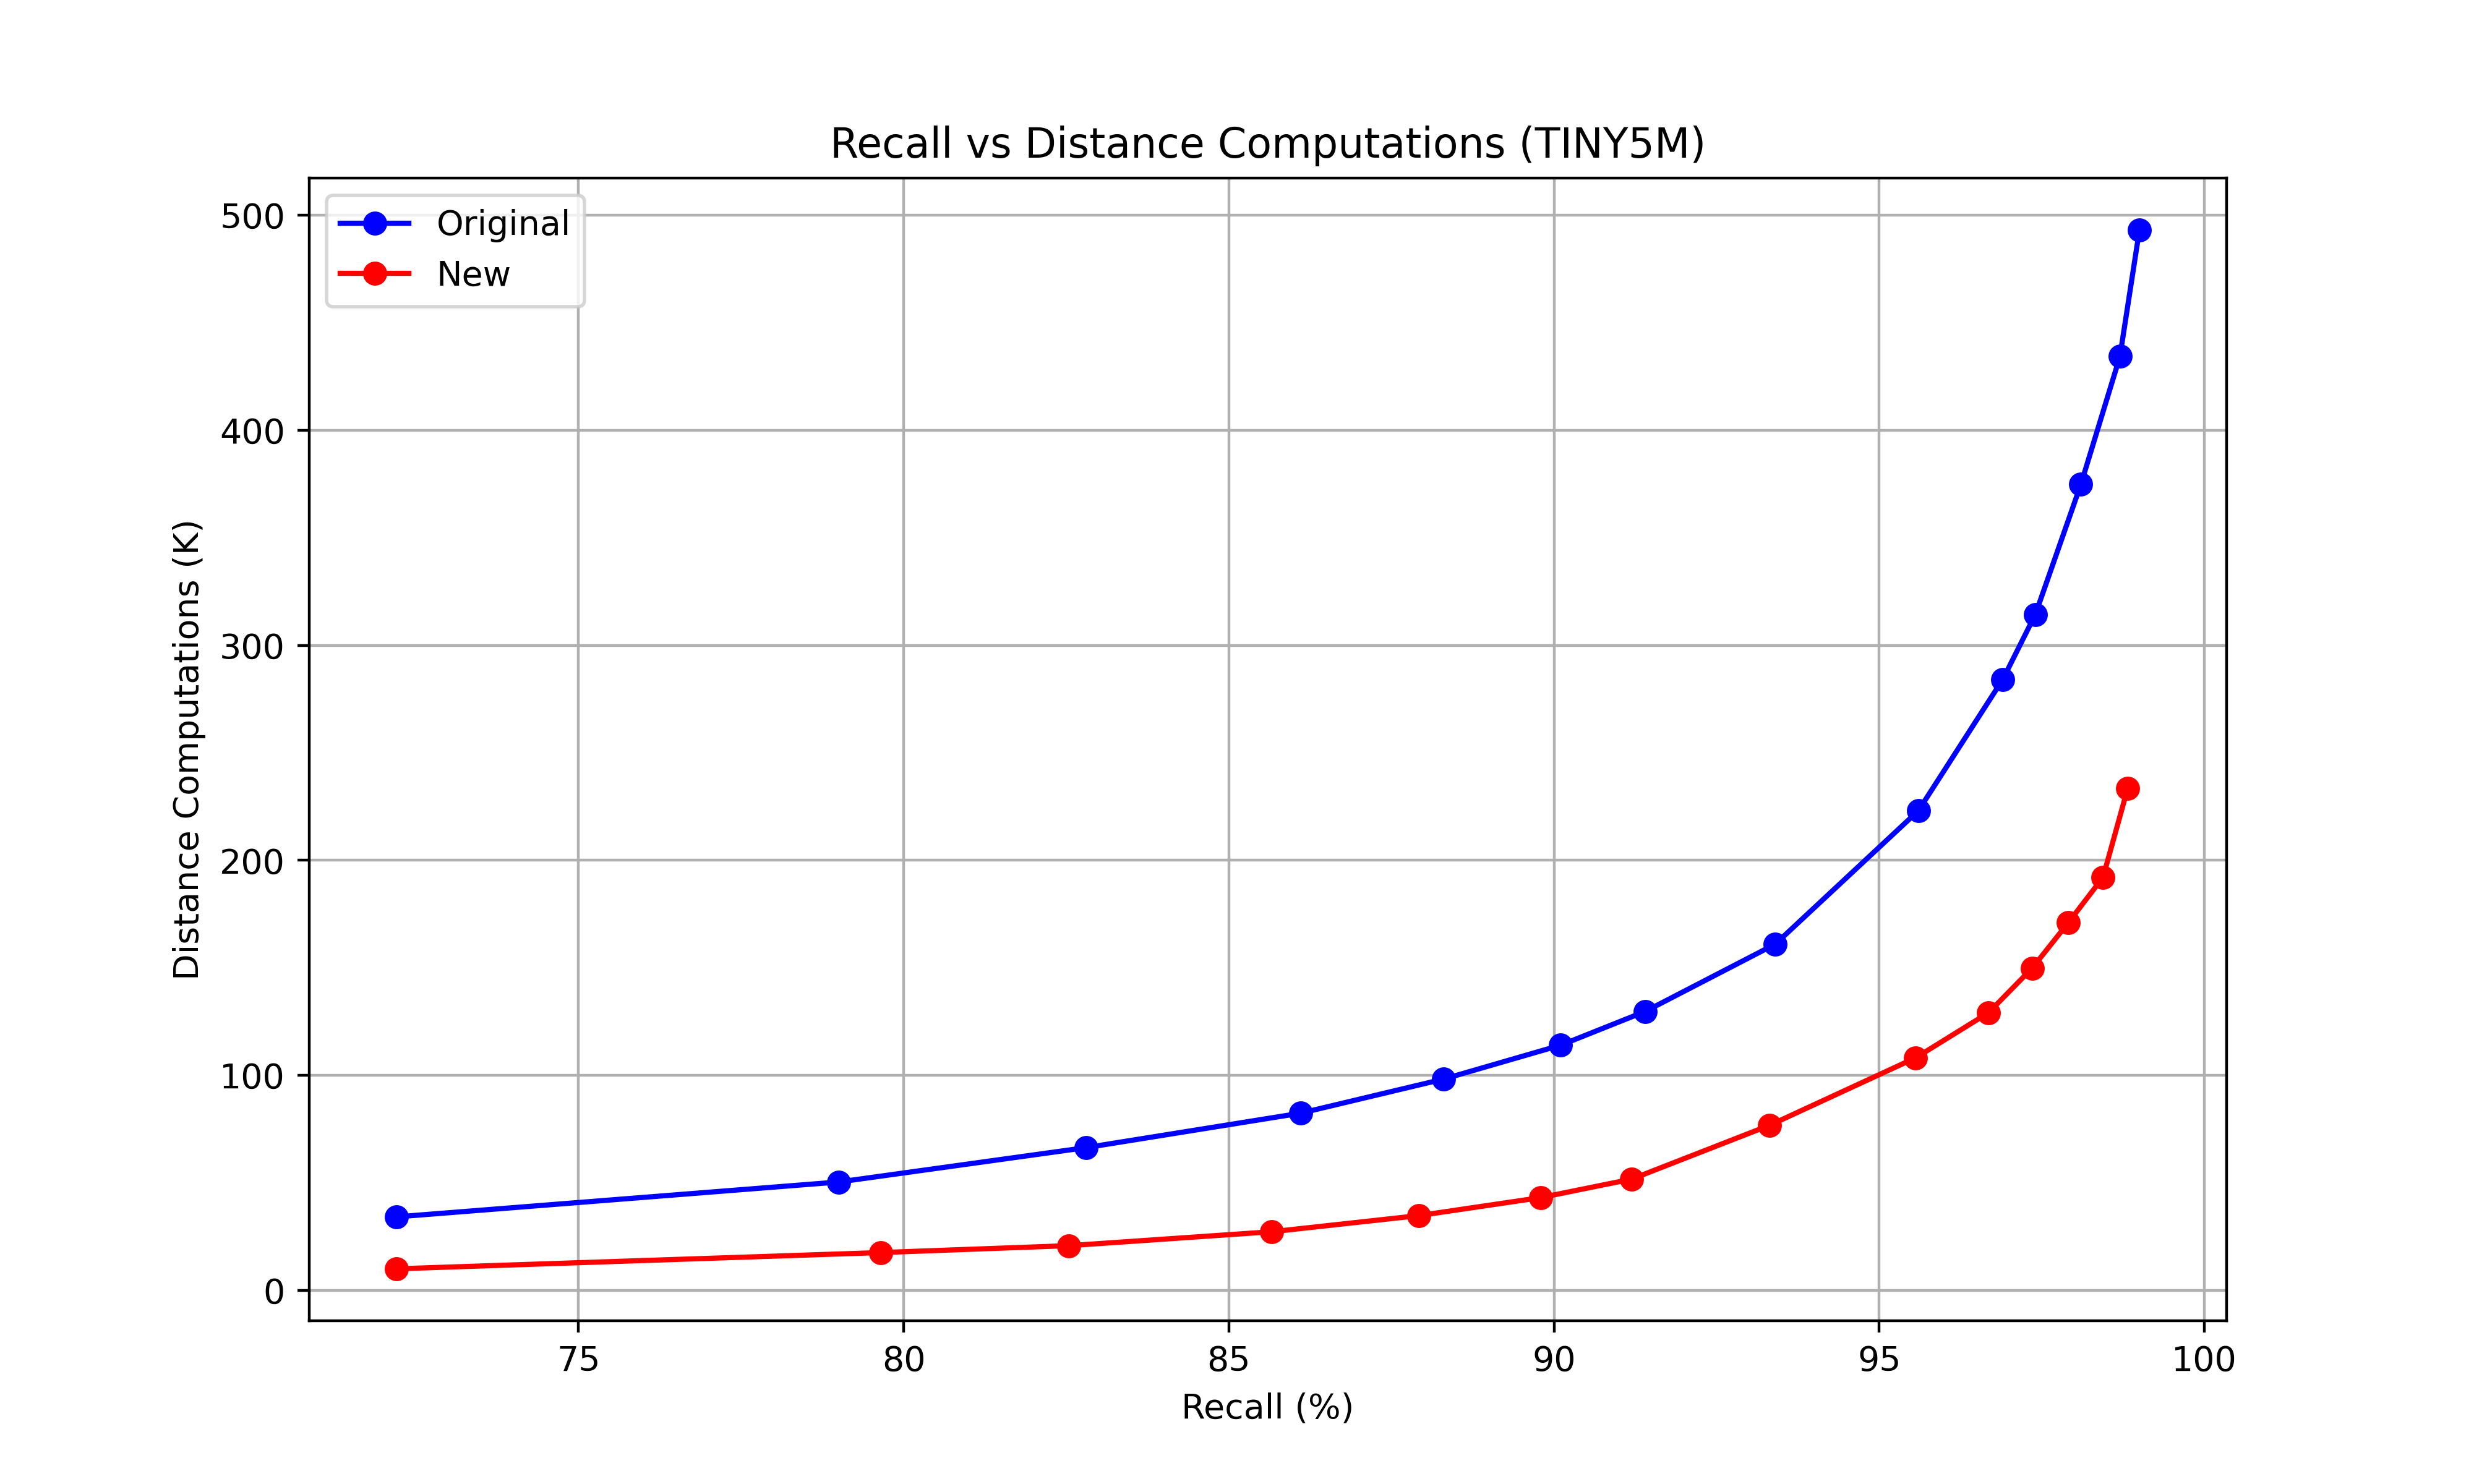 Recall vs Distance Computations (TINY5M)
Original
New
Distance Computations (K)
500
400
300
200
100
0
75 80 85 90 95 100
Recall (%)